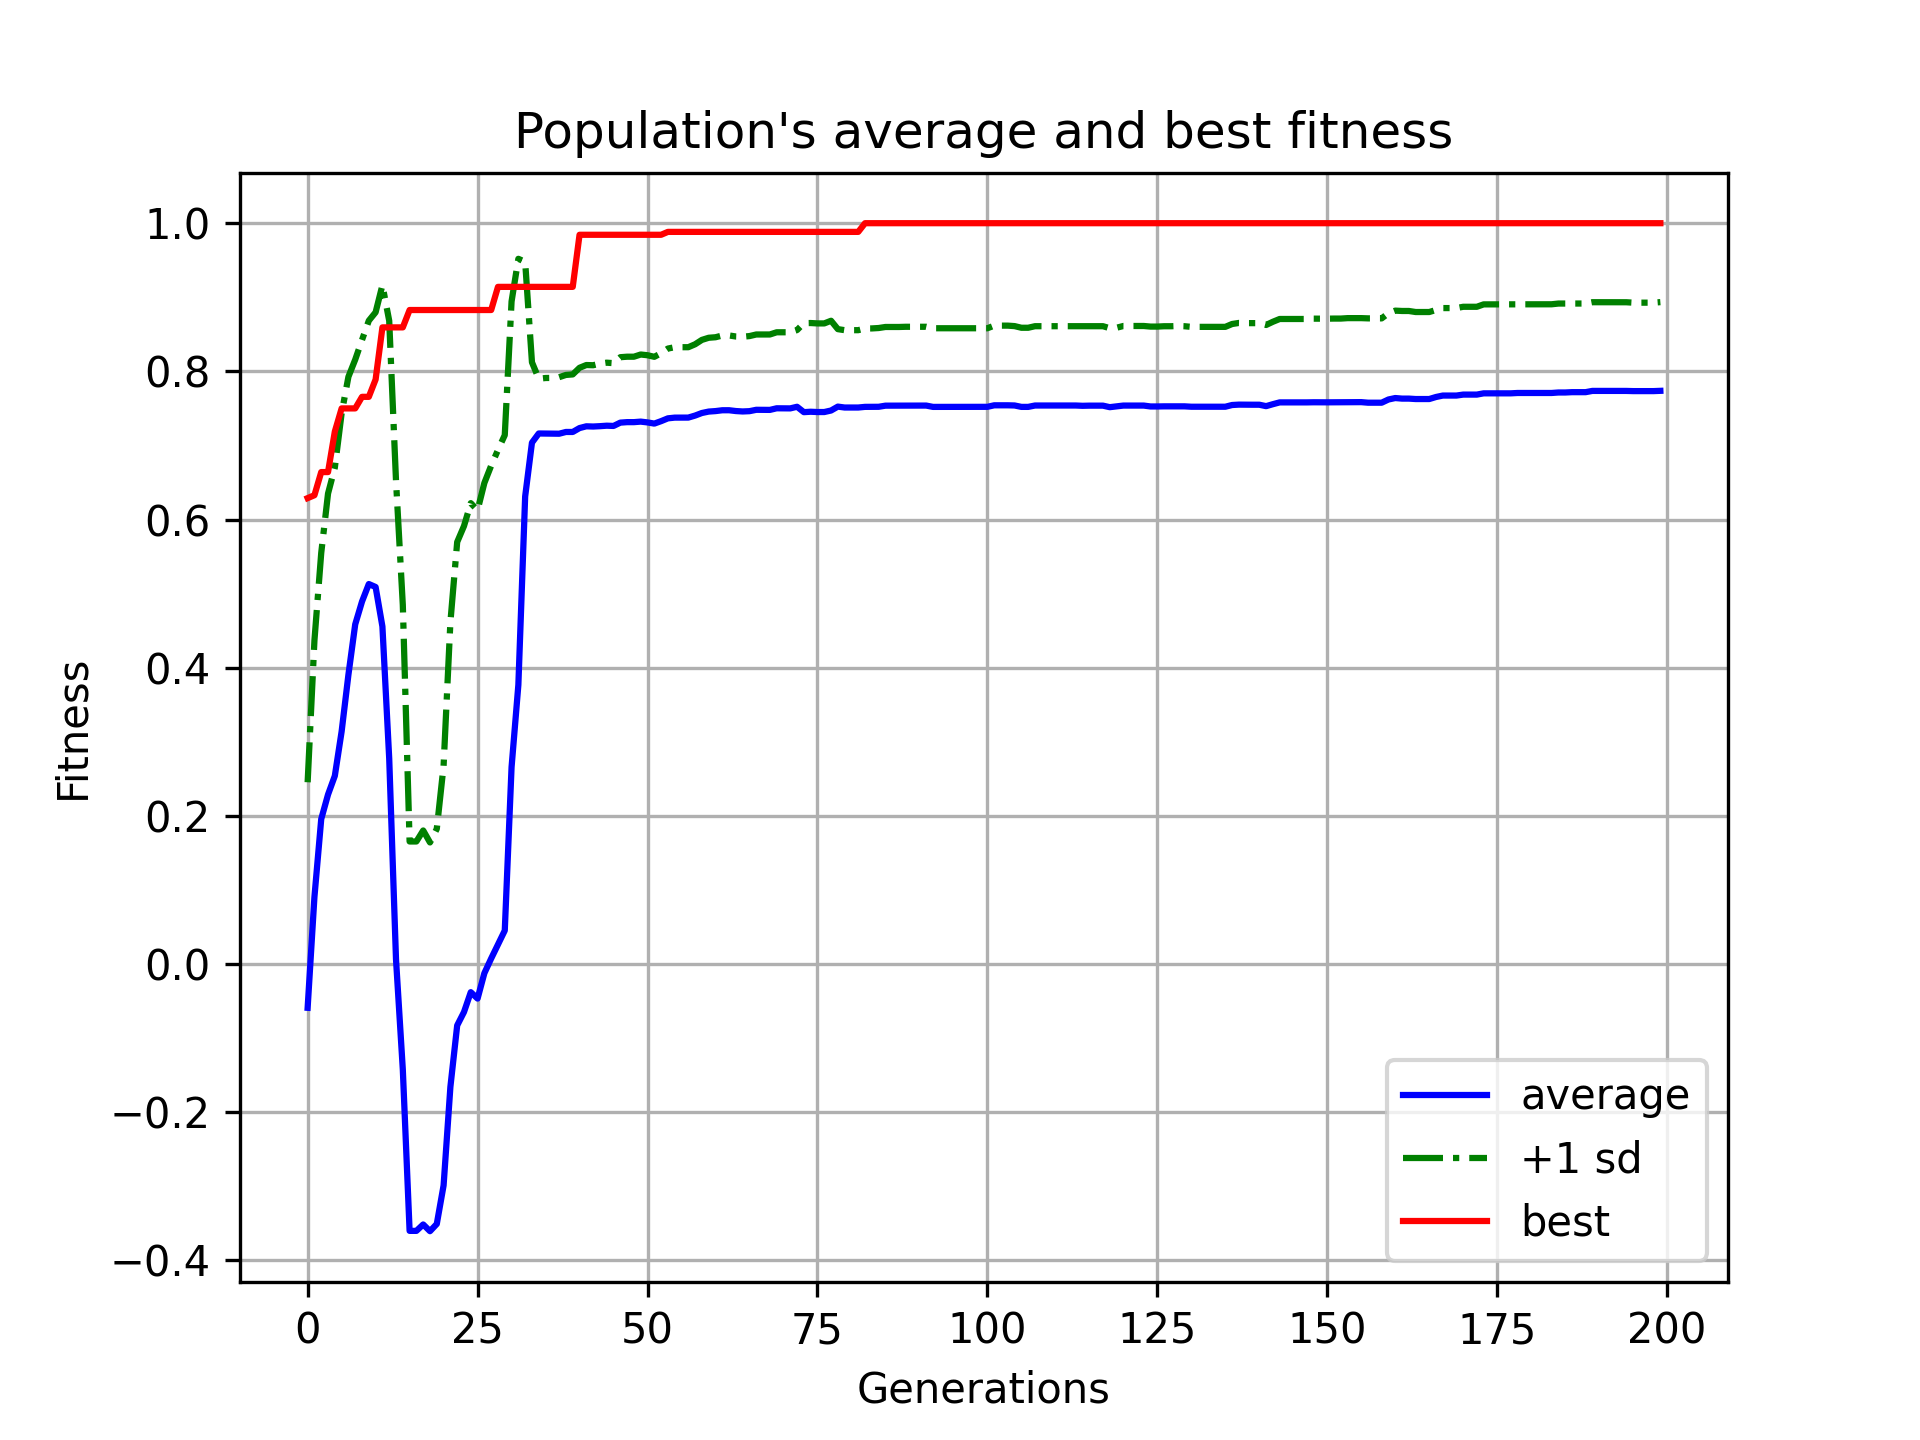 Population's average and best fitness
1.0
0.8
0.6
0.4
0.2
0.0
−0.2
−0.4
Fitness
0 25 50 75 100 125 150 175 200
Generations
average
+1 sd
best